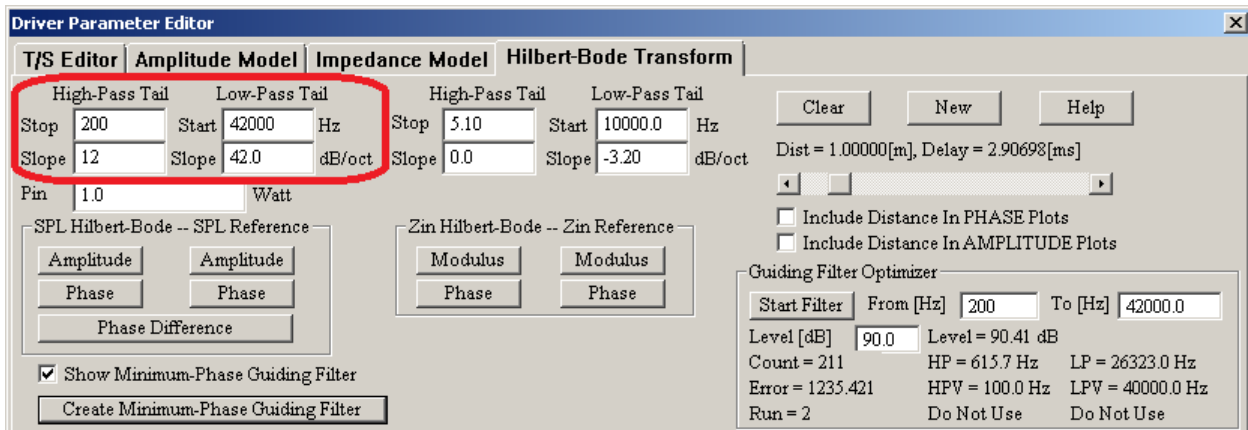 Driver Parameter Editor
T/S Editor Amplitude Model Impedance Model Hilbert-Bode Transform
High-Pass Tail Low-Pass Tail High-Pass Tail Low-Pass Tail
Stop 200 Start 42000 Hz Stop 5.10 Start 10000.0 Hz
Slope 12 Slope 42.0 dB/oct Slope 0.0 Slope -3.20 dB/oct
Pin 1.0 Watt
Clear New Help
Dist = 1.00000[m], Delay = 2.90698[ms]
Include Distance In PHASE Plots
Include Distance In AMPLITUDE Plots
SPL Hilbert-Bode -- SPL Reference
Amplitude Amplitude
Phase Phase
Phase Difference
Zin Hilbert-Bode -- Zin Reference
Modulus Modulus
Phase Phase
Show Minimum-Phase Guiding Filter
Create Minimum-Phase Guiding Filter
Guiding Filter Optimizer
Start Filter From [Hz] 200 To [Hz] 42000.0
Level [dB] 90.0 Level = 90.41 dB
Count = 211 HP = 615.7 Hz LP = 26323.0 Hz
Error = 1235.421 HPV = 100.0 Hz LPV = 40000.0 Hz
Run = 2 Do Not Use Do Not Use